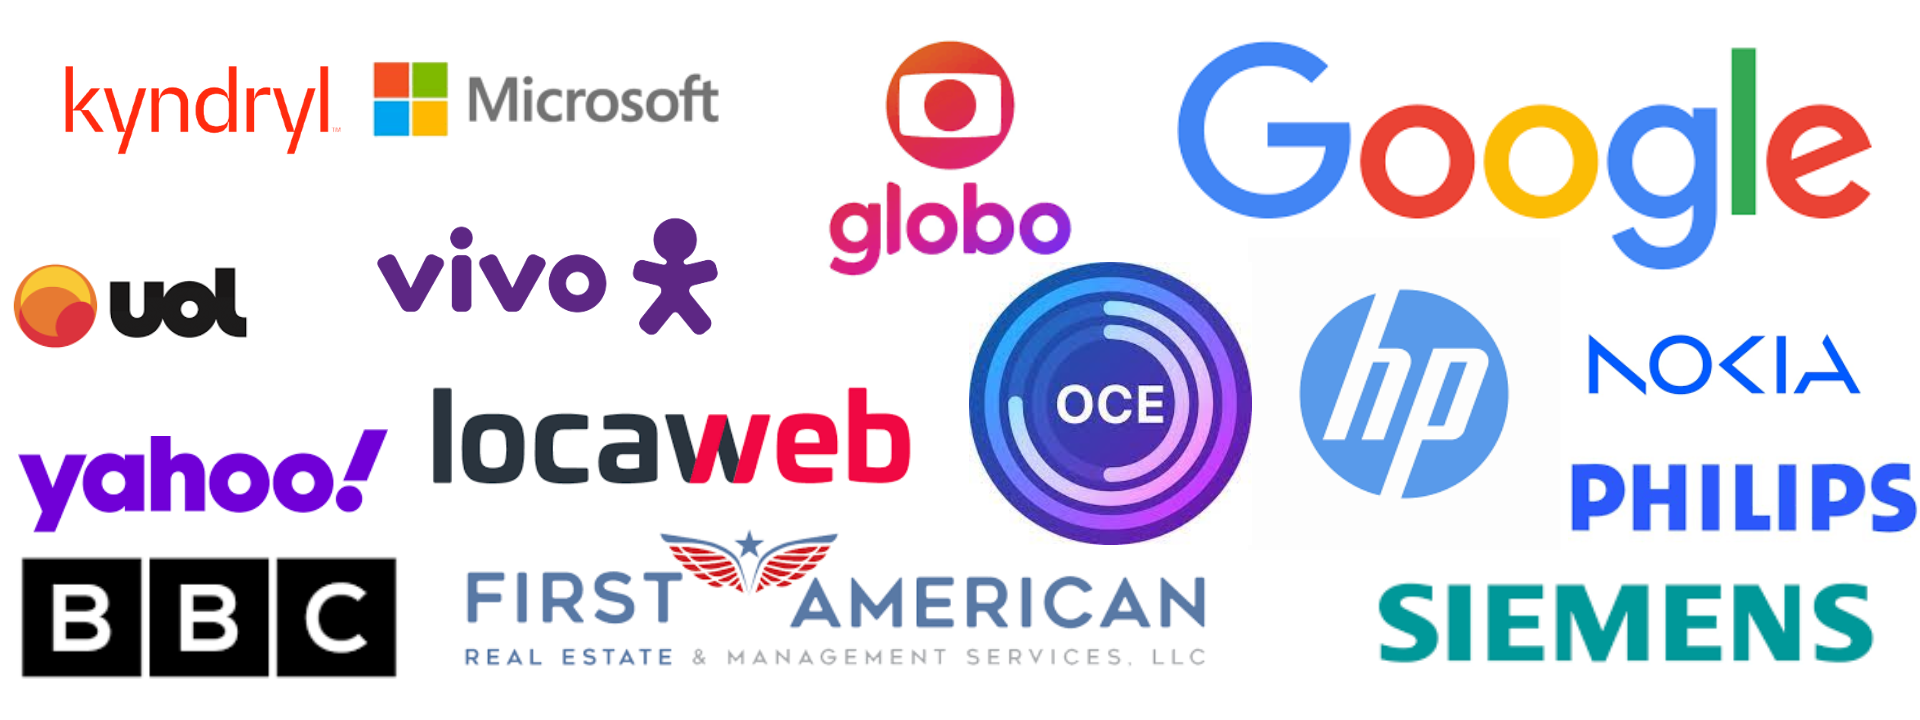 kyndryl
Microsoft
globo
Google
uol
vivo
OCE
hp
NOKIA
yahoo!
locaweb
PHILIPS
BBC
FIRST AMERICAN
REAL ESTATE & MANAGEMENT SERVICES, LLC
SIEMENS